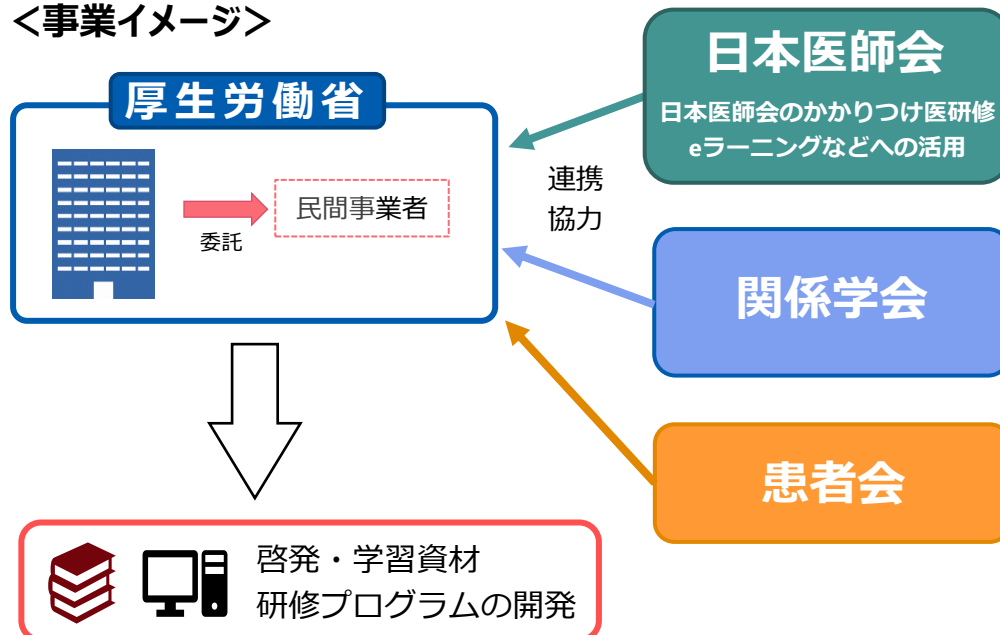 <事業イメージ>
厚生労働省
委託
民間事業者
連携
協力
日本医師会
日本医師会のかかりつけ医研修
eラーニングなどへの活用
関係学会
患者会
啓発・学習資材
研修プログラムの開発